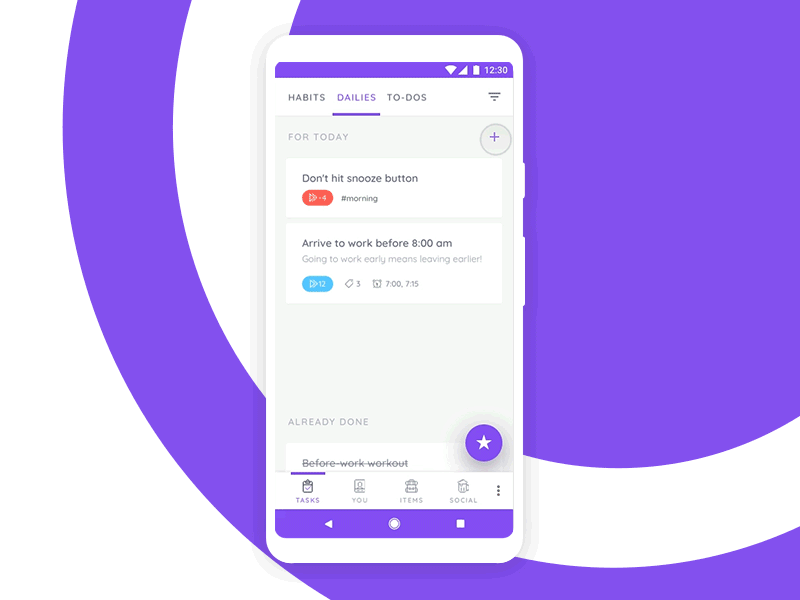 12:30
HABITS DAILIES TO-DOS
FOR TODAY
Don't hit snooze button
-4 #morning
Arrive to work before 8:00 am
Going to work early means leaving earlier!
12 3 7:00, 7:15
ALREADY DONE
Before-work workout
TASKS YOU ITEMS SOCIAL